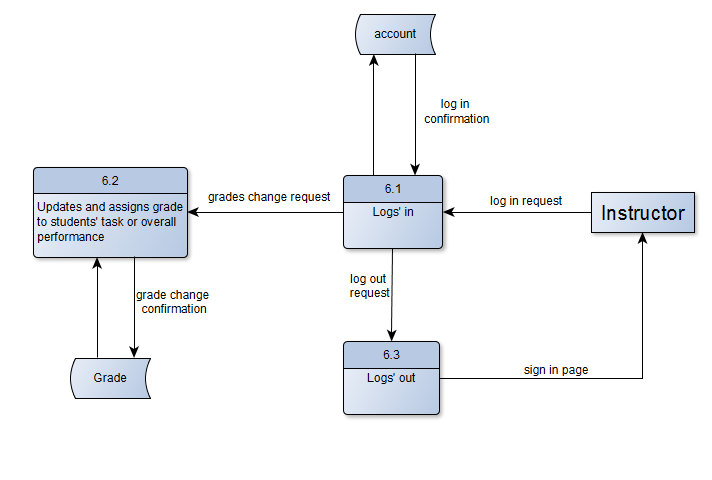 account
log in
confirmation
6.2
Updates and assigns grade
to students' task or overall
performance
grades change request
6.1
Logs' in
log in request
Instructor
log out
request
grade change
confirmation
6.3
Logs' out
sign in page
Grade